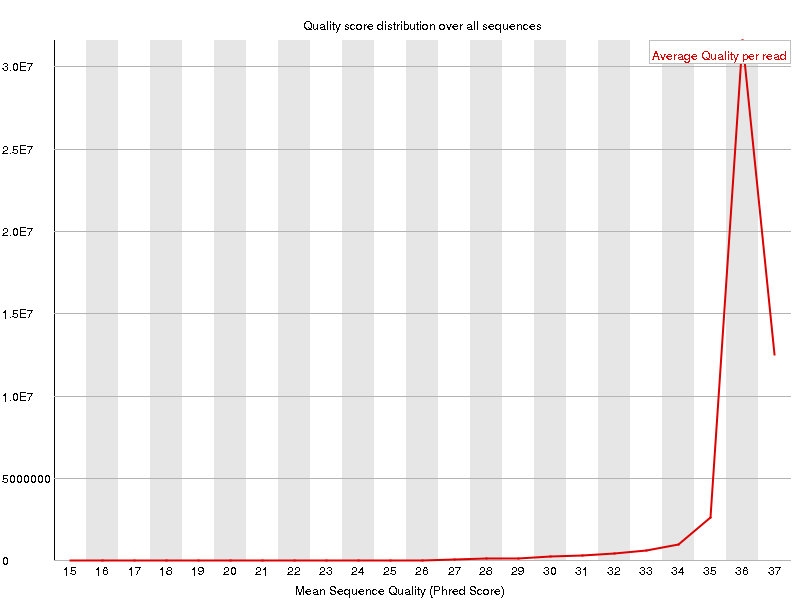 Quality score distribution over all sequences
Average Quality per read
3.0E7
2.5E7
2.0E7
1.5E7
1.0E7
5000000
0
15 16 17 18 19 20 21 22 23 24 25 26 27 28 29 30 31 32 33 34 35 36 37
Mean Sequence Quality (Phred Score)